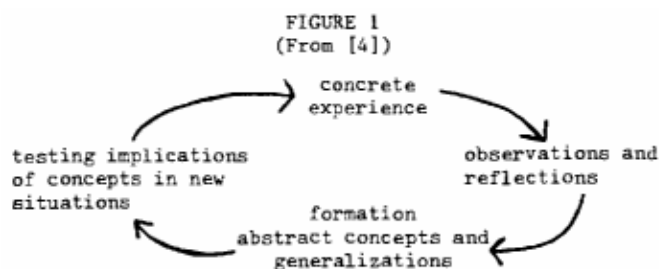 FIGURE 1
(From [4])
concrete
experience
observations and
reflections
formation
abstract concepts and
generalizations
testing implications
of concepts in new
situations